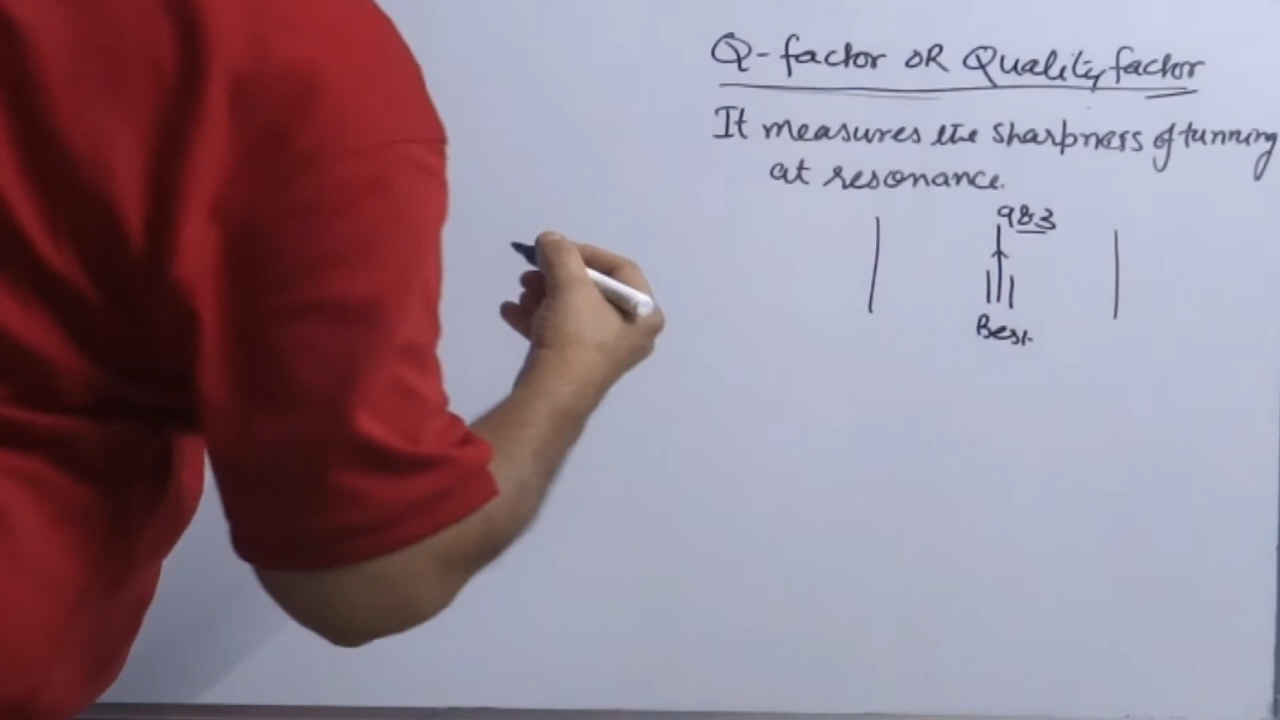 Q-factor OR Quality factor
It measures the sharpness of tunning
at resonance.
983
Best